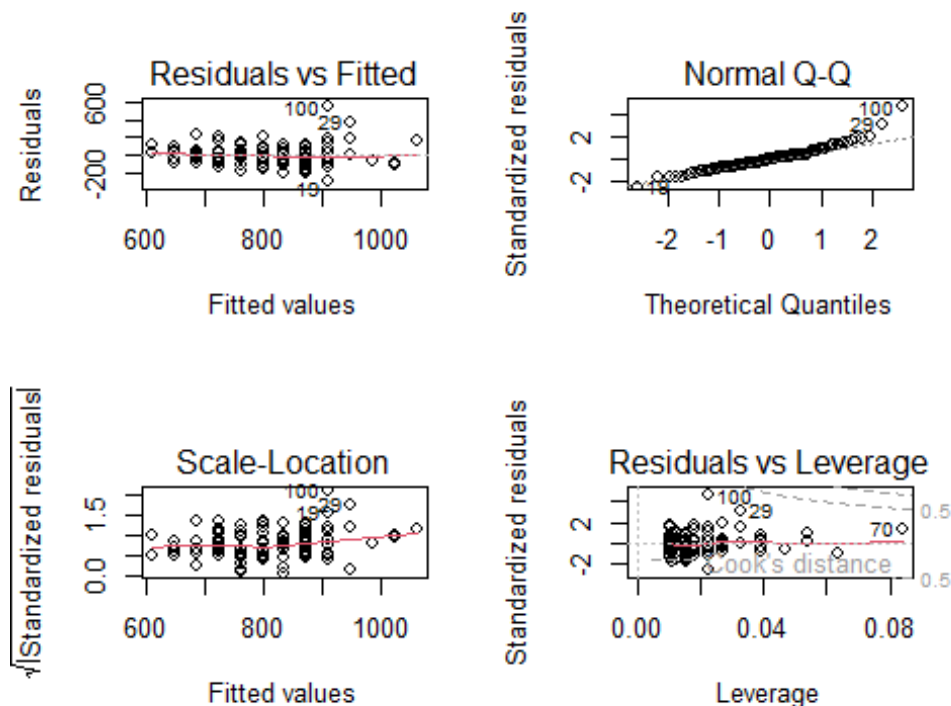 Residuals vs Fitted
Residuals
600
-200
100
29
19
600
800
1000
Fitted values
Normal Q-Q
Standardized residuals
2
-2
100
29
19
-2
-1
0
1
2
Theoretical Quantiles
Scale-Location
√|Standardized residuals|
1.5
0.0
100
29
19
600
800
1000
Fitted values
Residuals vs Leverage
Standardized residuals
2
-2
100
29
70
0.5
Cook's distance
0.5
0.00
0.04
0.08
Leverage